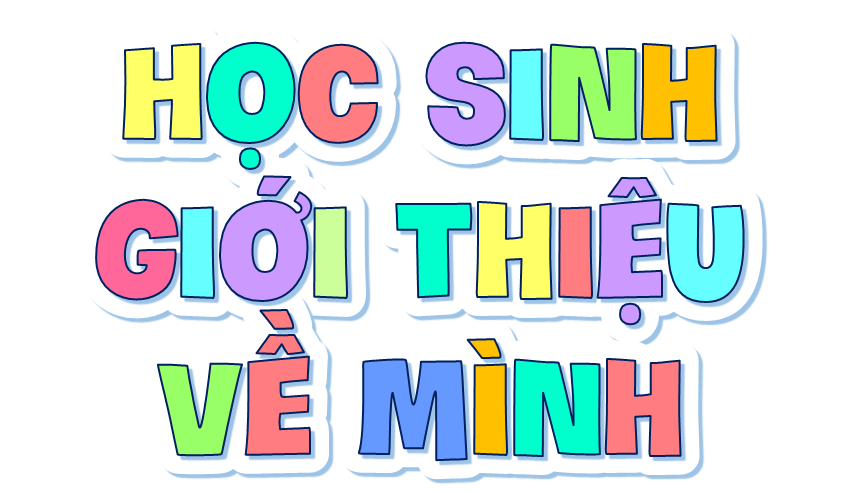 HỌC SINH
GIỚI THIỆU
VỀ MÌNH